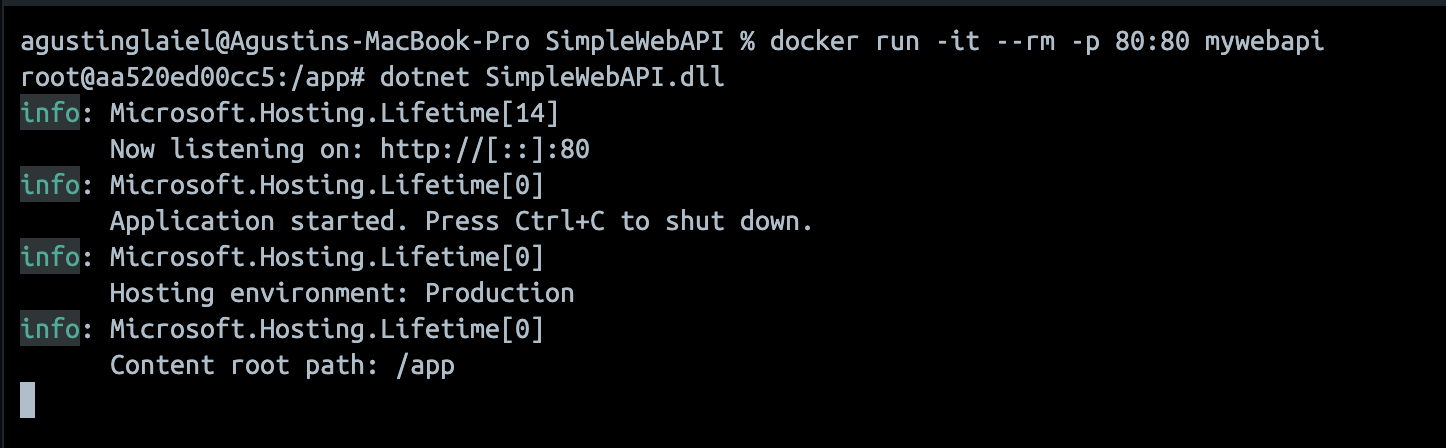 agustinglaiel@Agustins-MacBook-Pro SimpleWebAPI % docker run -it --rm -p 80:80 mywebapi
root@aa520ed00cc5:/app# dotnet SimpleWebAPI.dll
info: Microsoft.Hosting.Lifetime[14]
      Now listening on: http://[::]:80
info: Microsoft.Hosting.Lifetime[0]
      Application started. Press Ctrl+C to shut down.
info: Microsoft.Hosting.Lifetime[0]
      Hosting environment: Production
info: Microsoft.Hosting.Lifetime[0]
      Content root path: /app